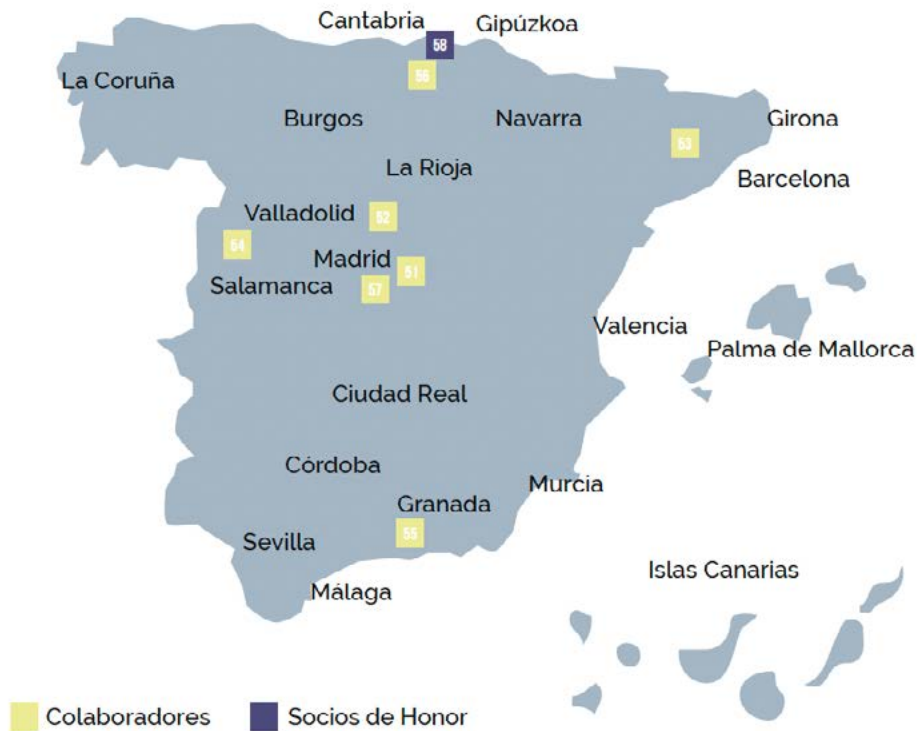 Cantabria
Gipúzkoa
58
La Coruña
56
Burgos
Navarra
Girona
53
La Rioja
Barcelona
Valladolid
52
54
Madrid
51
Salamanca
57
Valencia
Palma de Mallorca
Ciudad Real
Córdoba
Murcia
Granada
55
Sevilla
Islas Canarias
Málaga
Colaboradores
Socios de Honor